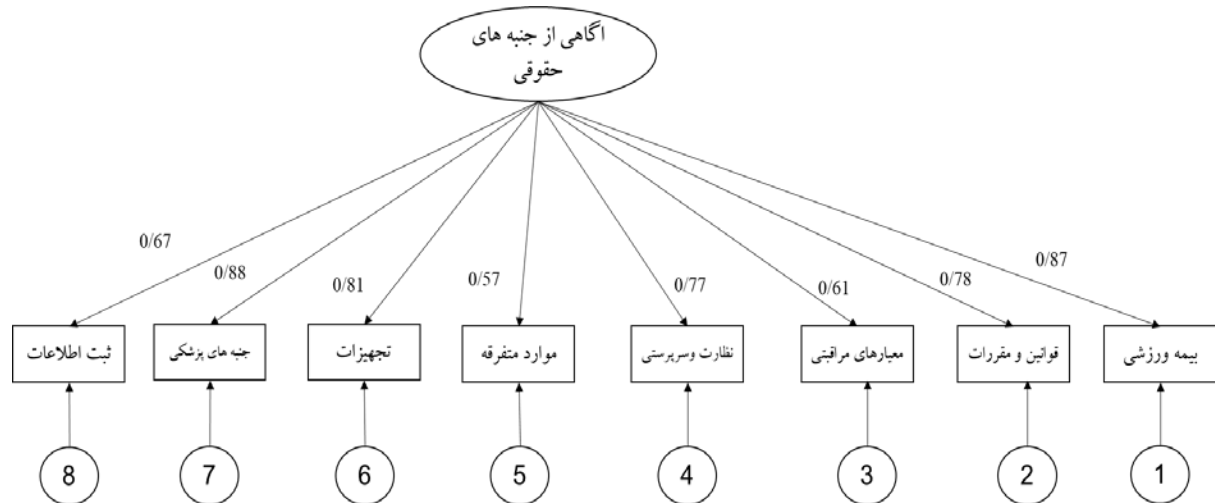 اگاهی از جنبه های
حقوقی
0/87
0/78
0/61
0/77
0/57
0/81
0/88
0/67
بیمه ورزشی
قوانین و مقررات
معیارهای مراقبتی
نظارت وسرپرستی
موارد متفرقه
تجهیزات
جنبه های پزشکی
ثبت اطلاعات
1
2
3
4
5
6
7
8